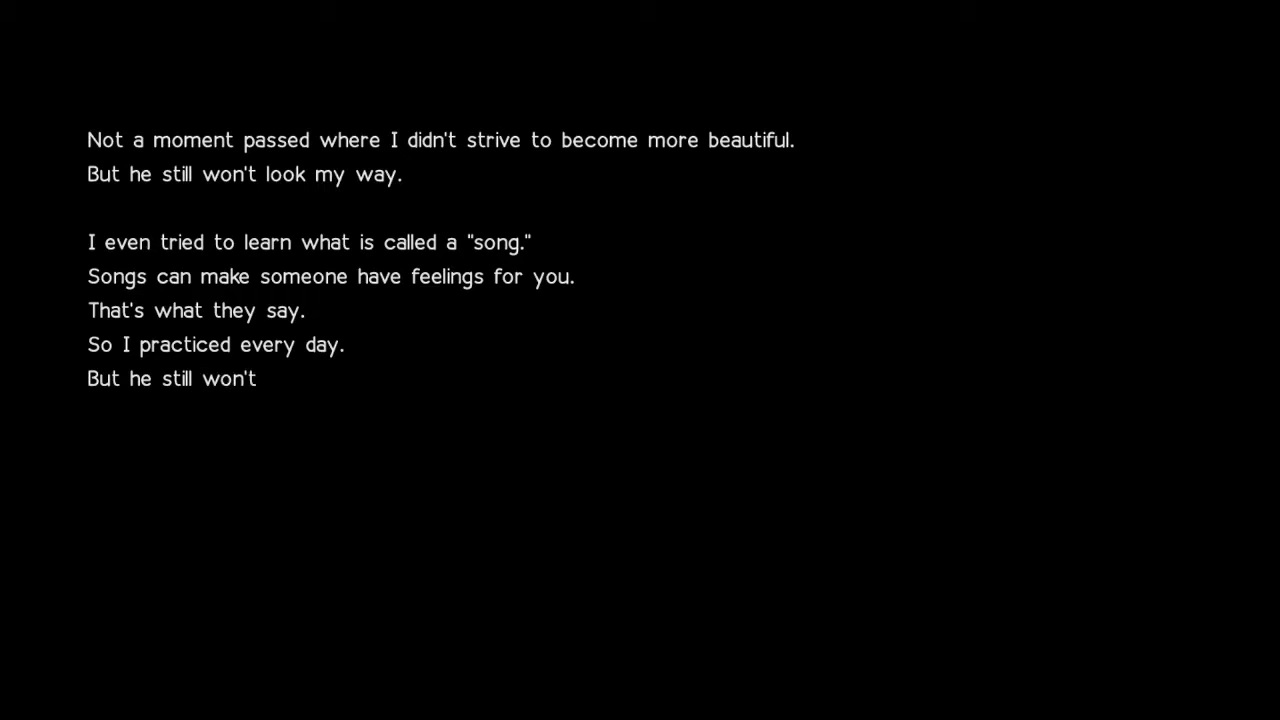 Not a moment passed where I didn't strive to become more beautiful.
But he still won't look my way.
I even tried to learn what is called a "song."
Songs can make someone have feelings for you.
That's what they say.
So I practiced every day.
But he still won't